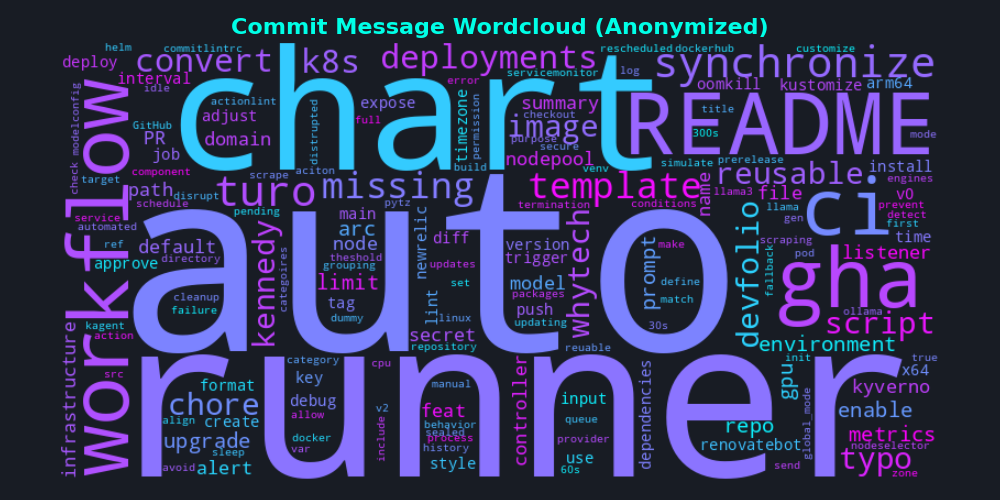 Commit Message Wordcloud (Anonymized)
helm
commitlintrc
rescheduled
dockerhub
customize
deploy
convert
k8s
deployments
synchronize
interval
idle
servicemonitor
error
log
oomkill
kustomize
arm64
chart
README
actionlint
adjust
domain
distrupted
expose
full
timezone
permission
summary
checkout
image
purpose
secure
nodepool
title
300s
mode
GitHub
PR
job
check
modelconfig
workflow
target
component
path
disrupt
schedule
scrape
aciton
build
venv
simulate
prerelease
reusable
install
engines
turo
missing
template
termination
conditions
name
llama3
file
v0
prevent
detect
first
service
automated
pending
pytz
main
arc
node
theshold
grouping
newrelic
diff
updates
version
trigger
whytech
ci
llama
gen
time
ref
default
directory
approve
kennedy
categoires
auto
limit
tag
dummy
lint
set
linux
model
packages
push
updating
prompt
make
define
match
30s
devfolio
fallback
scraping
pod
gha
listener
cleanup
failure
kagent
action
secret
repository
reuable
ollama
script
environment
infrastructure
src
runner
category
cpu
format
key
chore
create
debug
allow
align
upgrade
sleep
docker
var
avoid
alert
v2
include
manual
feat
behavior
sealed
process
history
style
controller
input
queue
provider
use
60s
dependencies
gpu
init
global_mode
true
x64
kyverno
enable
repo
renovatebot
metrics
nodeselector
typo
send
zone